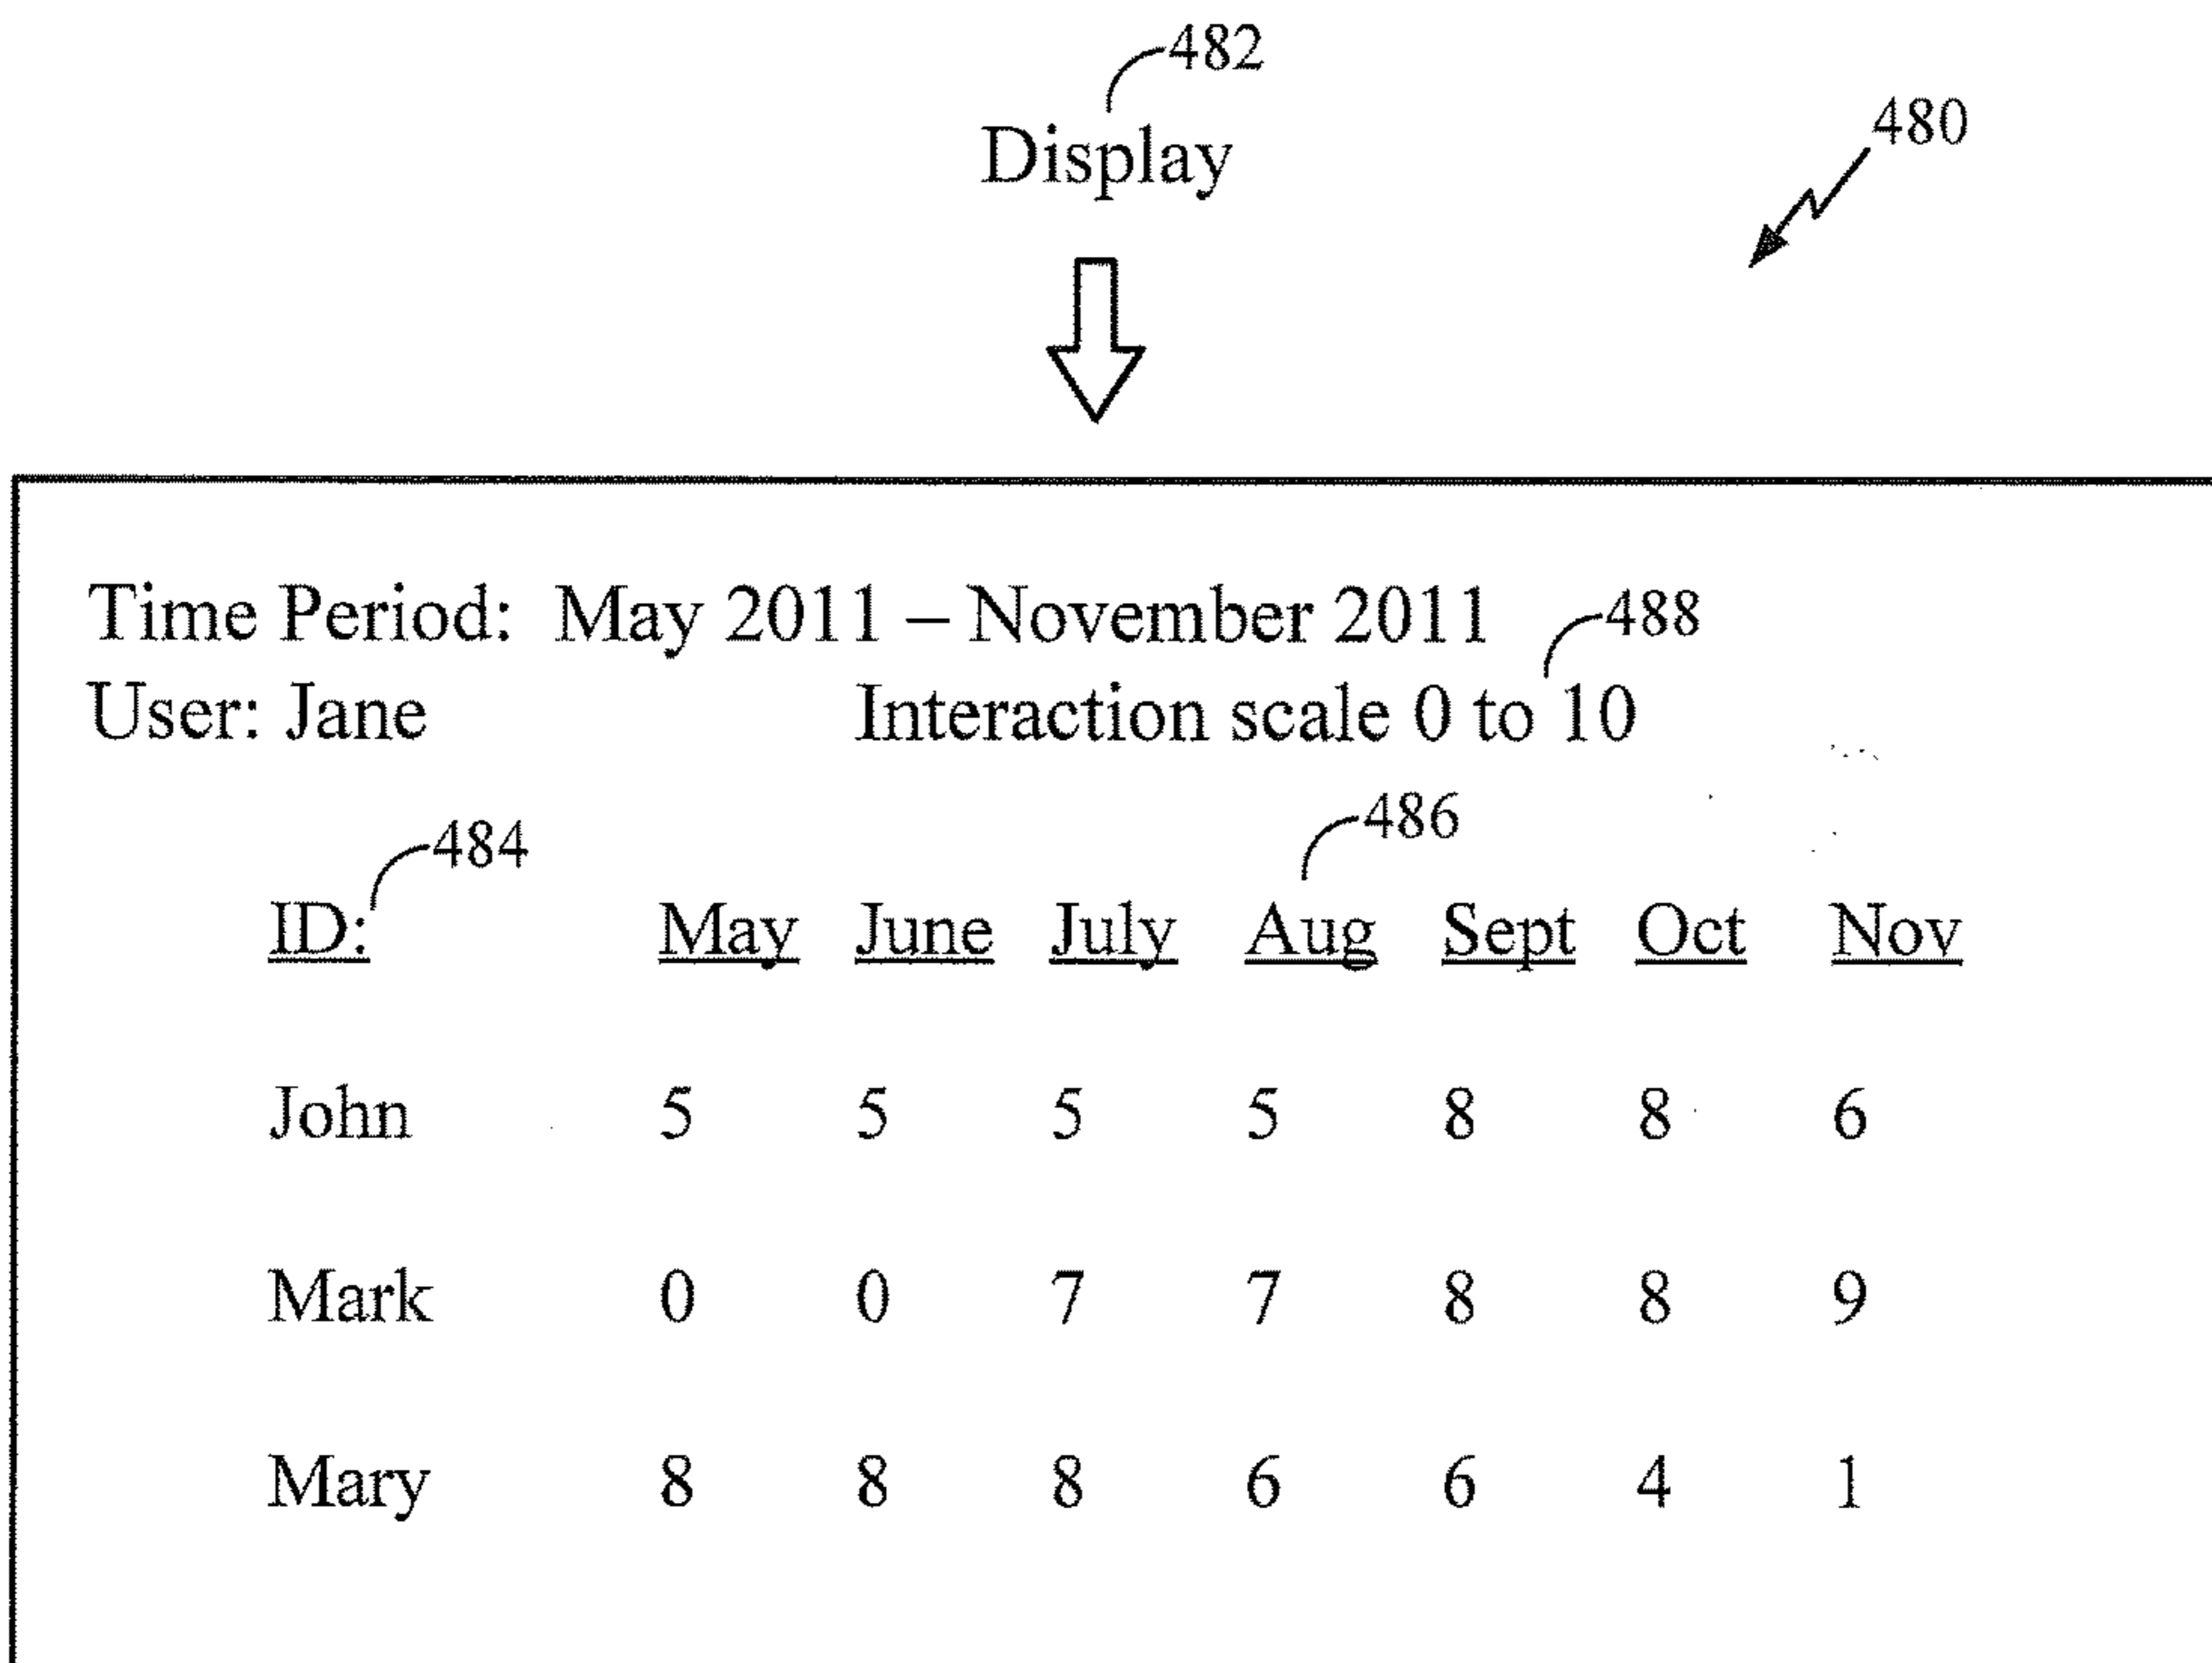 482
Display
480
Time Period: May 2011 – November 2011
488
User: Jane Interaction scale 0 to 10
486
484
ID: May June July Aug Sept Oct Nov
John 5 5 5 5 8 8 6
Mark 0 0 7 7 8 8 9
Mary 8 8 8 6 6 4 1